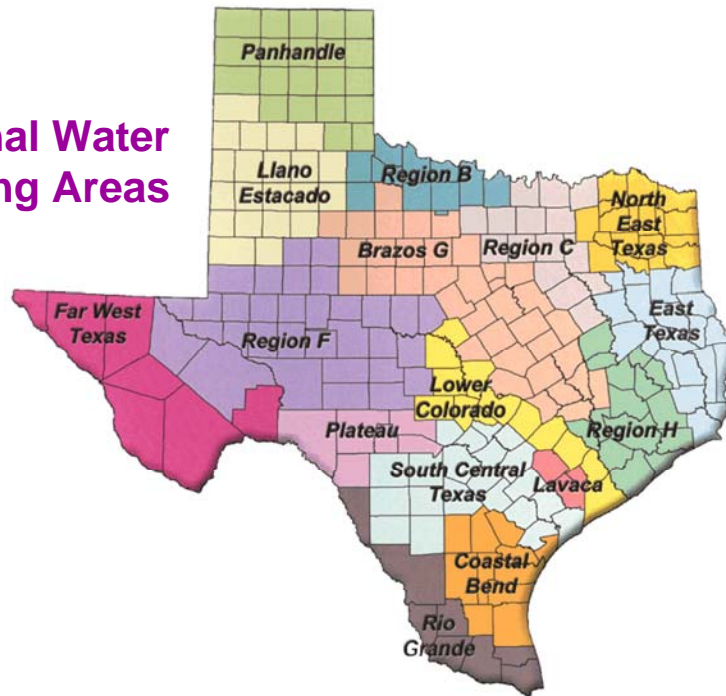 nal Water
ng Areas
Panhandle
Llano
Estacado
Region B
North
East
Texas
Brazos G
Region C
Far West
Texas
East
Texas
Region F
Lower
Colorado
Plateau
Region H
South Central
Texas
Lavaca
Coastal
Bend
Rio
Grande